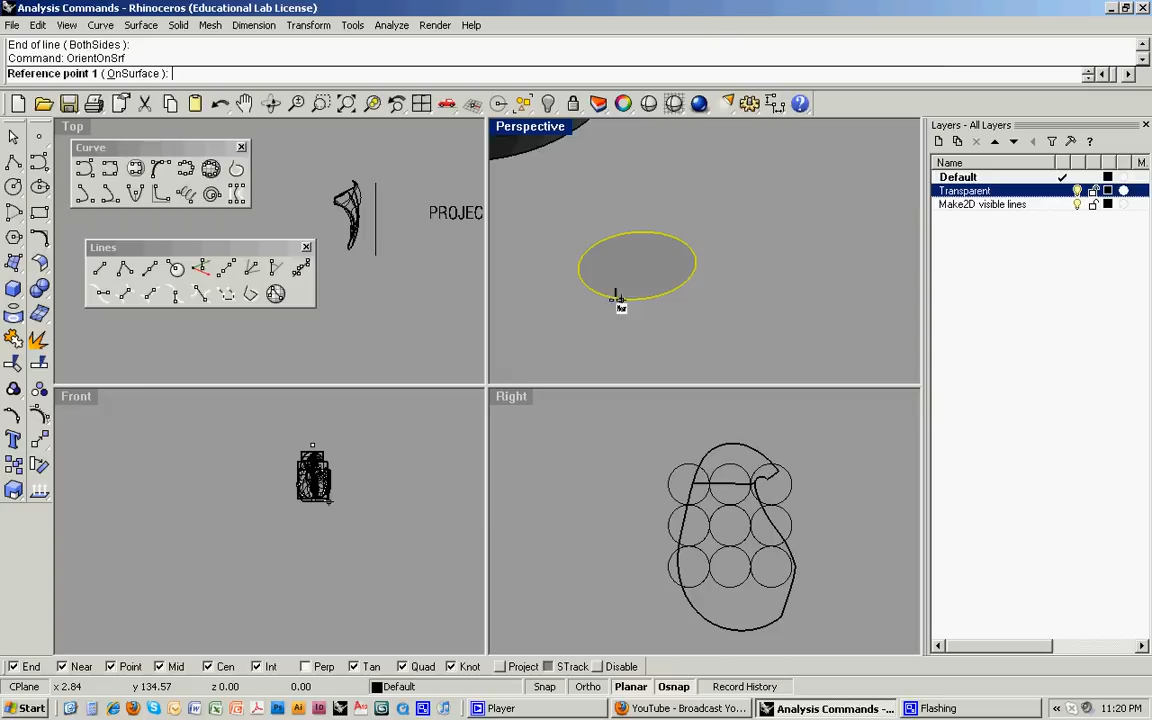 Analysis Commands - Rhinoceros (Educational Lab License)
File Edit View Curve Surface Solid Mesh Dimension Transform Tools Analyze Render Help
End of line ( BothSides ):
Command: OrientOnSrf
Reference point 1 ( OnSurface ):
Top
Perspective
Layers - All Layers
Curve
Name M.
Default
Transparent
Make2D visible lines
PROJEC
Lines
Near
Front
Right
End Near Point Mid Cen Int Perp Tan Quad Knot Project STrack Disable
CPlane x 2.84 y 134.57 z 0.00 0.00 Default Snap Ortho Planar Osnap Record History
Start Player YouTube - Broadcast Yo... Analysis Commands -... Flashing 11:20 PM